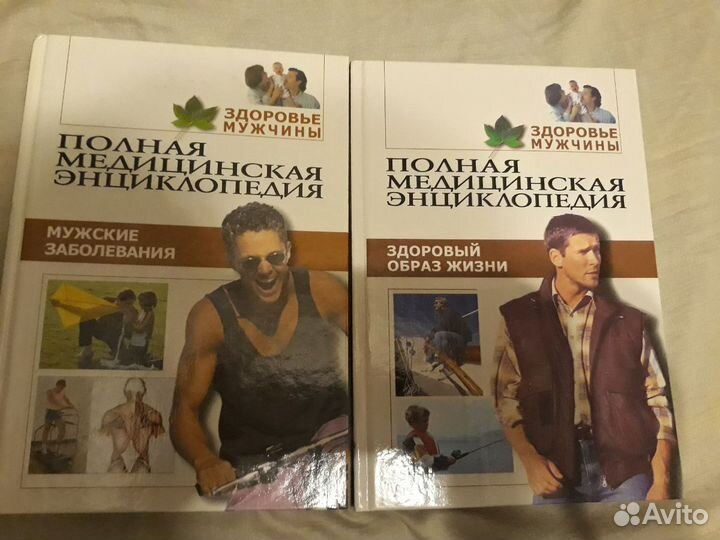 ЗДОРОВЬЕ
МУЖЧИНЫ
ПОЛНАЯ
МЕДИЦИНСКАЯ
ЭНЦИКЛОПЕДИЯ
МУЖСКИЕ
ЗАБОЛЕВАНИЯ
ЗДОРОВЬЕ
МУЖЧИНЫ
ПОЛНАЯ
МЕДИЦИНСКАЯ
ЭНЦИКЛОПЕДИЯ
ЗДОРОВЫЙ
ОБРАЗ ЖИЗНИ
Avito